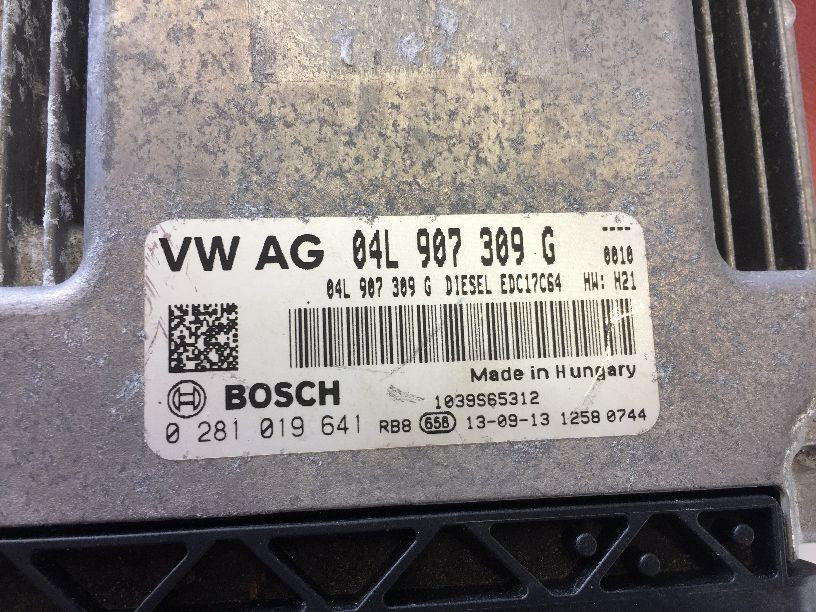 VW AG 04L 907 309 G ----
0010
04L 907 309 G DIESEL EDC17C64 HW: H21
Made in Hungary
BOSCH 1039S65312
0 281 019 641 RB8 658 13-09-13 1258 0744